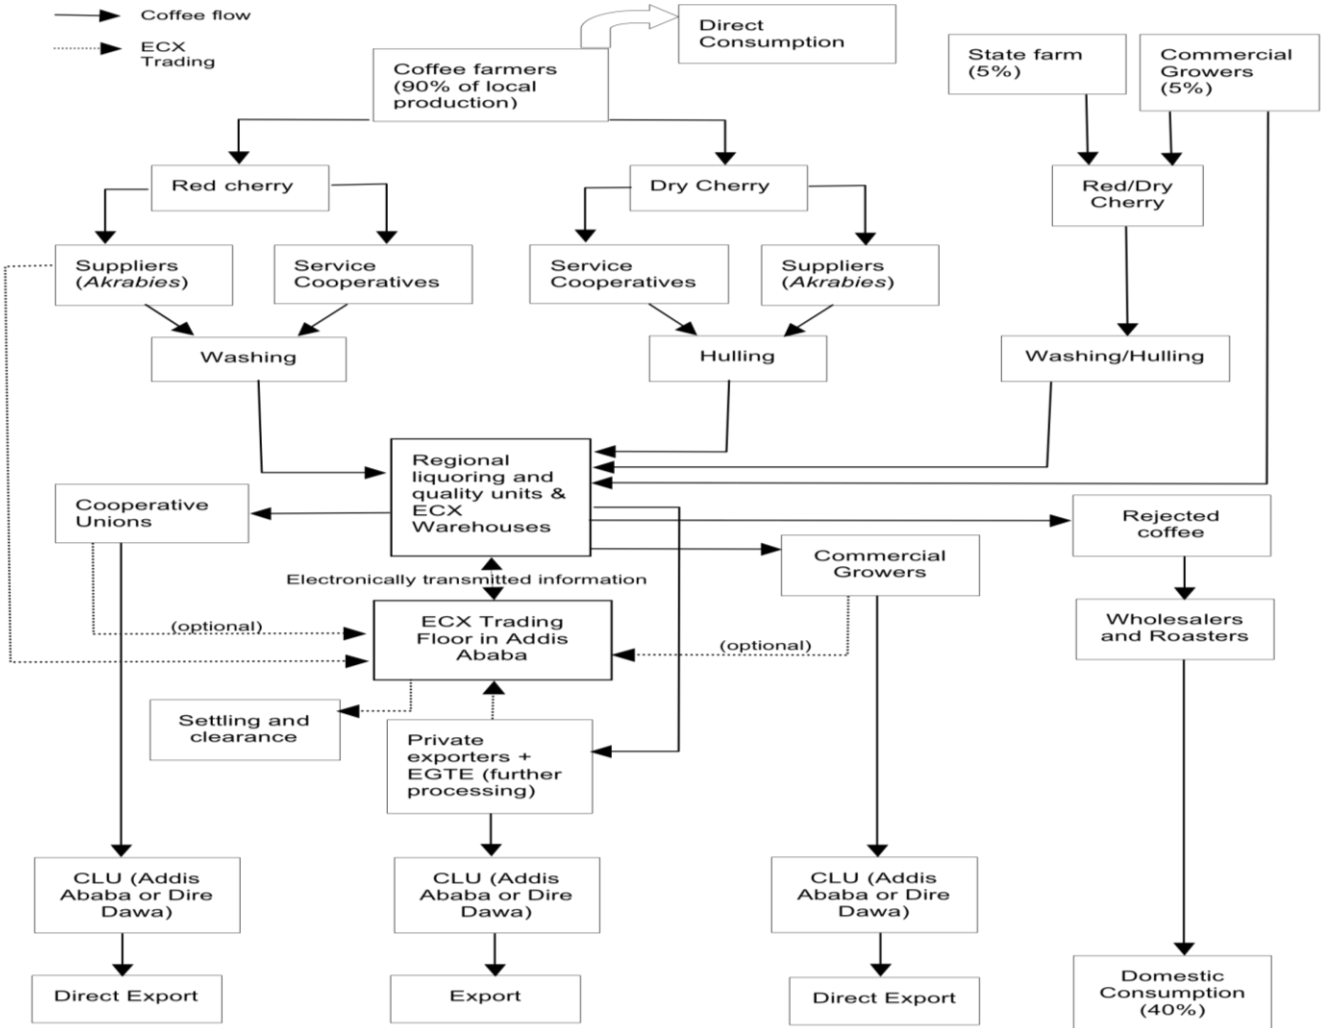 Coffee flow
ECX
Trading
Direct
Consumption
Coffee farmers
(90% of local
production)
State farm
(5%)
Commercial
Growers
(5%)
Red cherry
Dry Cherry
Red/Dry
Cherry
Suppliers
(Akrabies)
Service
Cooperatives
Service
Cooperatives
Suppliers
(Akrabies)
Washing
Hulling
Washing/Hulling
Regional
liquoring and
quality units &
ECX
Warehouses
Cooperative
Unions
Rejected
coffee
Commercial
Growers
Electronically transmitted information
Wholesalers
and Roasters
(optional)
ECX Trading
Floor in Addis
Ababa
(optional)
Settling and
clearance
Private
exporters +
EGTE (further
processing)
CLU (Addis
Ababa or Dire
Dawa)
CLU (Addis
Ababa or Dire
Dawa)
CLU (Addis
Ababa or Dire
Dawa)
Direct Export
Export
Direct Export
Domestic
Consumption
(40%)